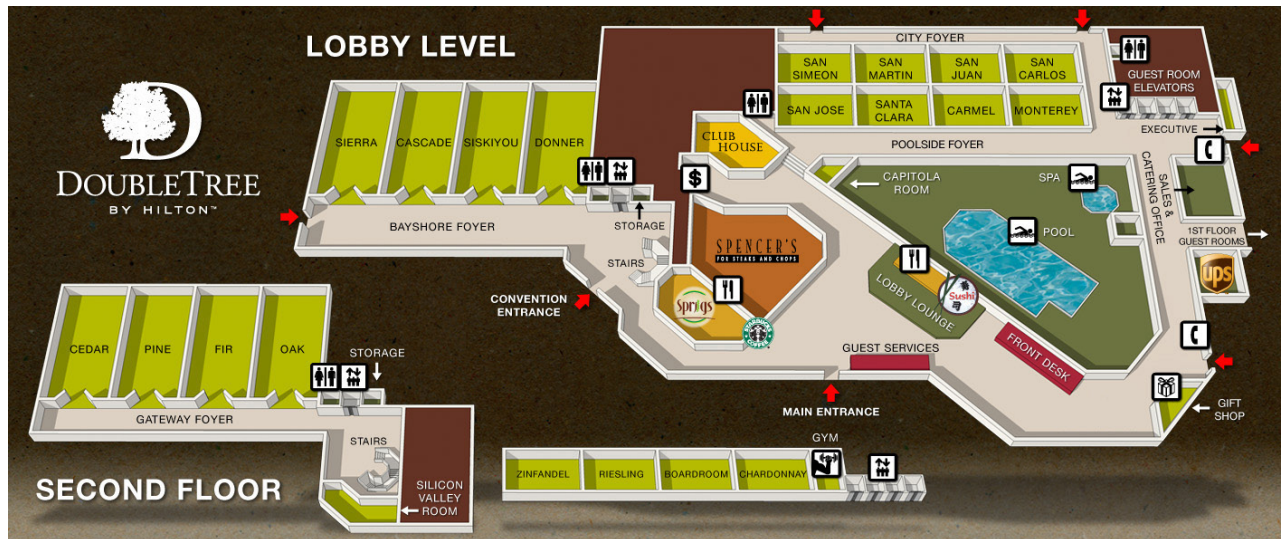 LOBBY LEVEL
DOUBLETREE
BY HILTON™
SIERRA
CASCADE
SISKIYOU
DONNER
BAYSHORE FOYER
STORAGE
STAIRS
CONVENTION
ENTRANCE
CITY FOYER
SAN
SIMEON
SAN
MARTIN
SAN
JUAN
SAN
CARLOS
SAN JOSE
SANTA
CLARA
CARMEL
MONTEREY
GUEST ROOM
ELEVATORS
EXECUTIVE
CLUB
HOUSE
POOLSIDE FOYER
$
CAPITOLA
ROOM
SPA
POOL
SALES &
CATERING OFFICE
1ST FLOOR
GUEST ROOMS
ups
SPENCER'S
FOR STEAKS AND CHOPS
Sprigs
STARBUCKS
COFFEE
LOBBY LOUNGE
Sushi
GUEST SERVICES
FRONT DESK
MAIN ENTRANCE
GIFT
SHOP
CEDAR
PINE
FIR
OAK
STORAGE
GATEWAY FOYER
STAIRS
SILICON
VALLEY
ROOM
SECOND FLOOR
GYM
ZINFANDEL
RIESLING
BOARDROOM
CHARDONNAY